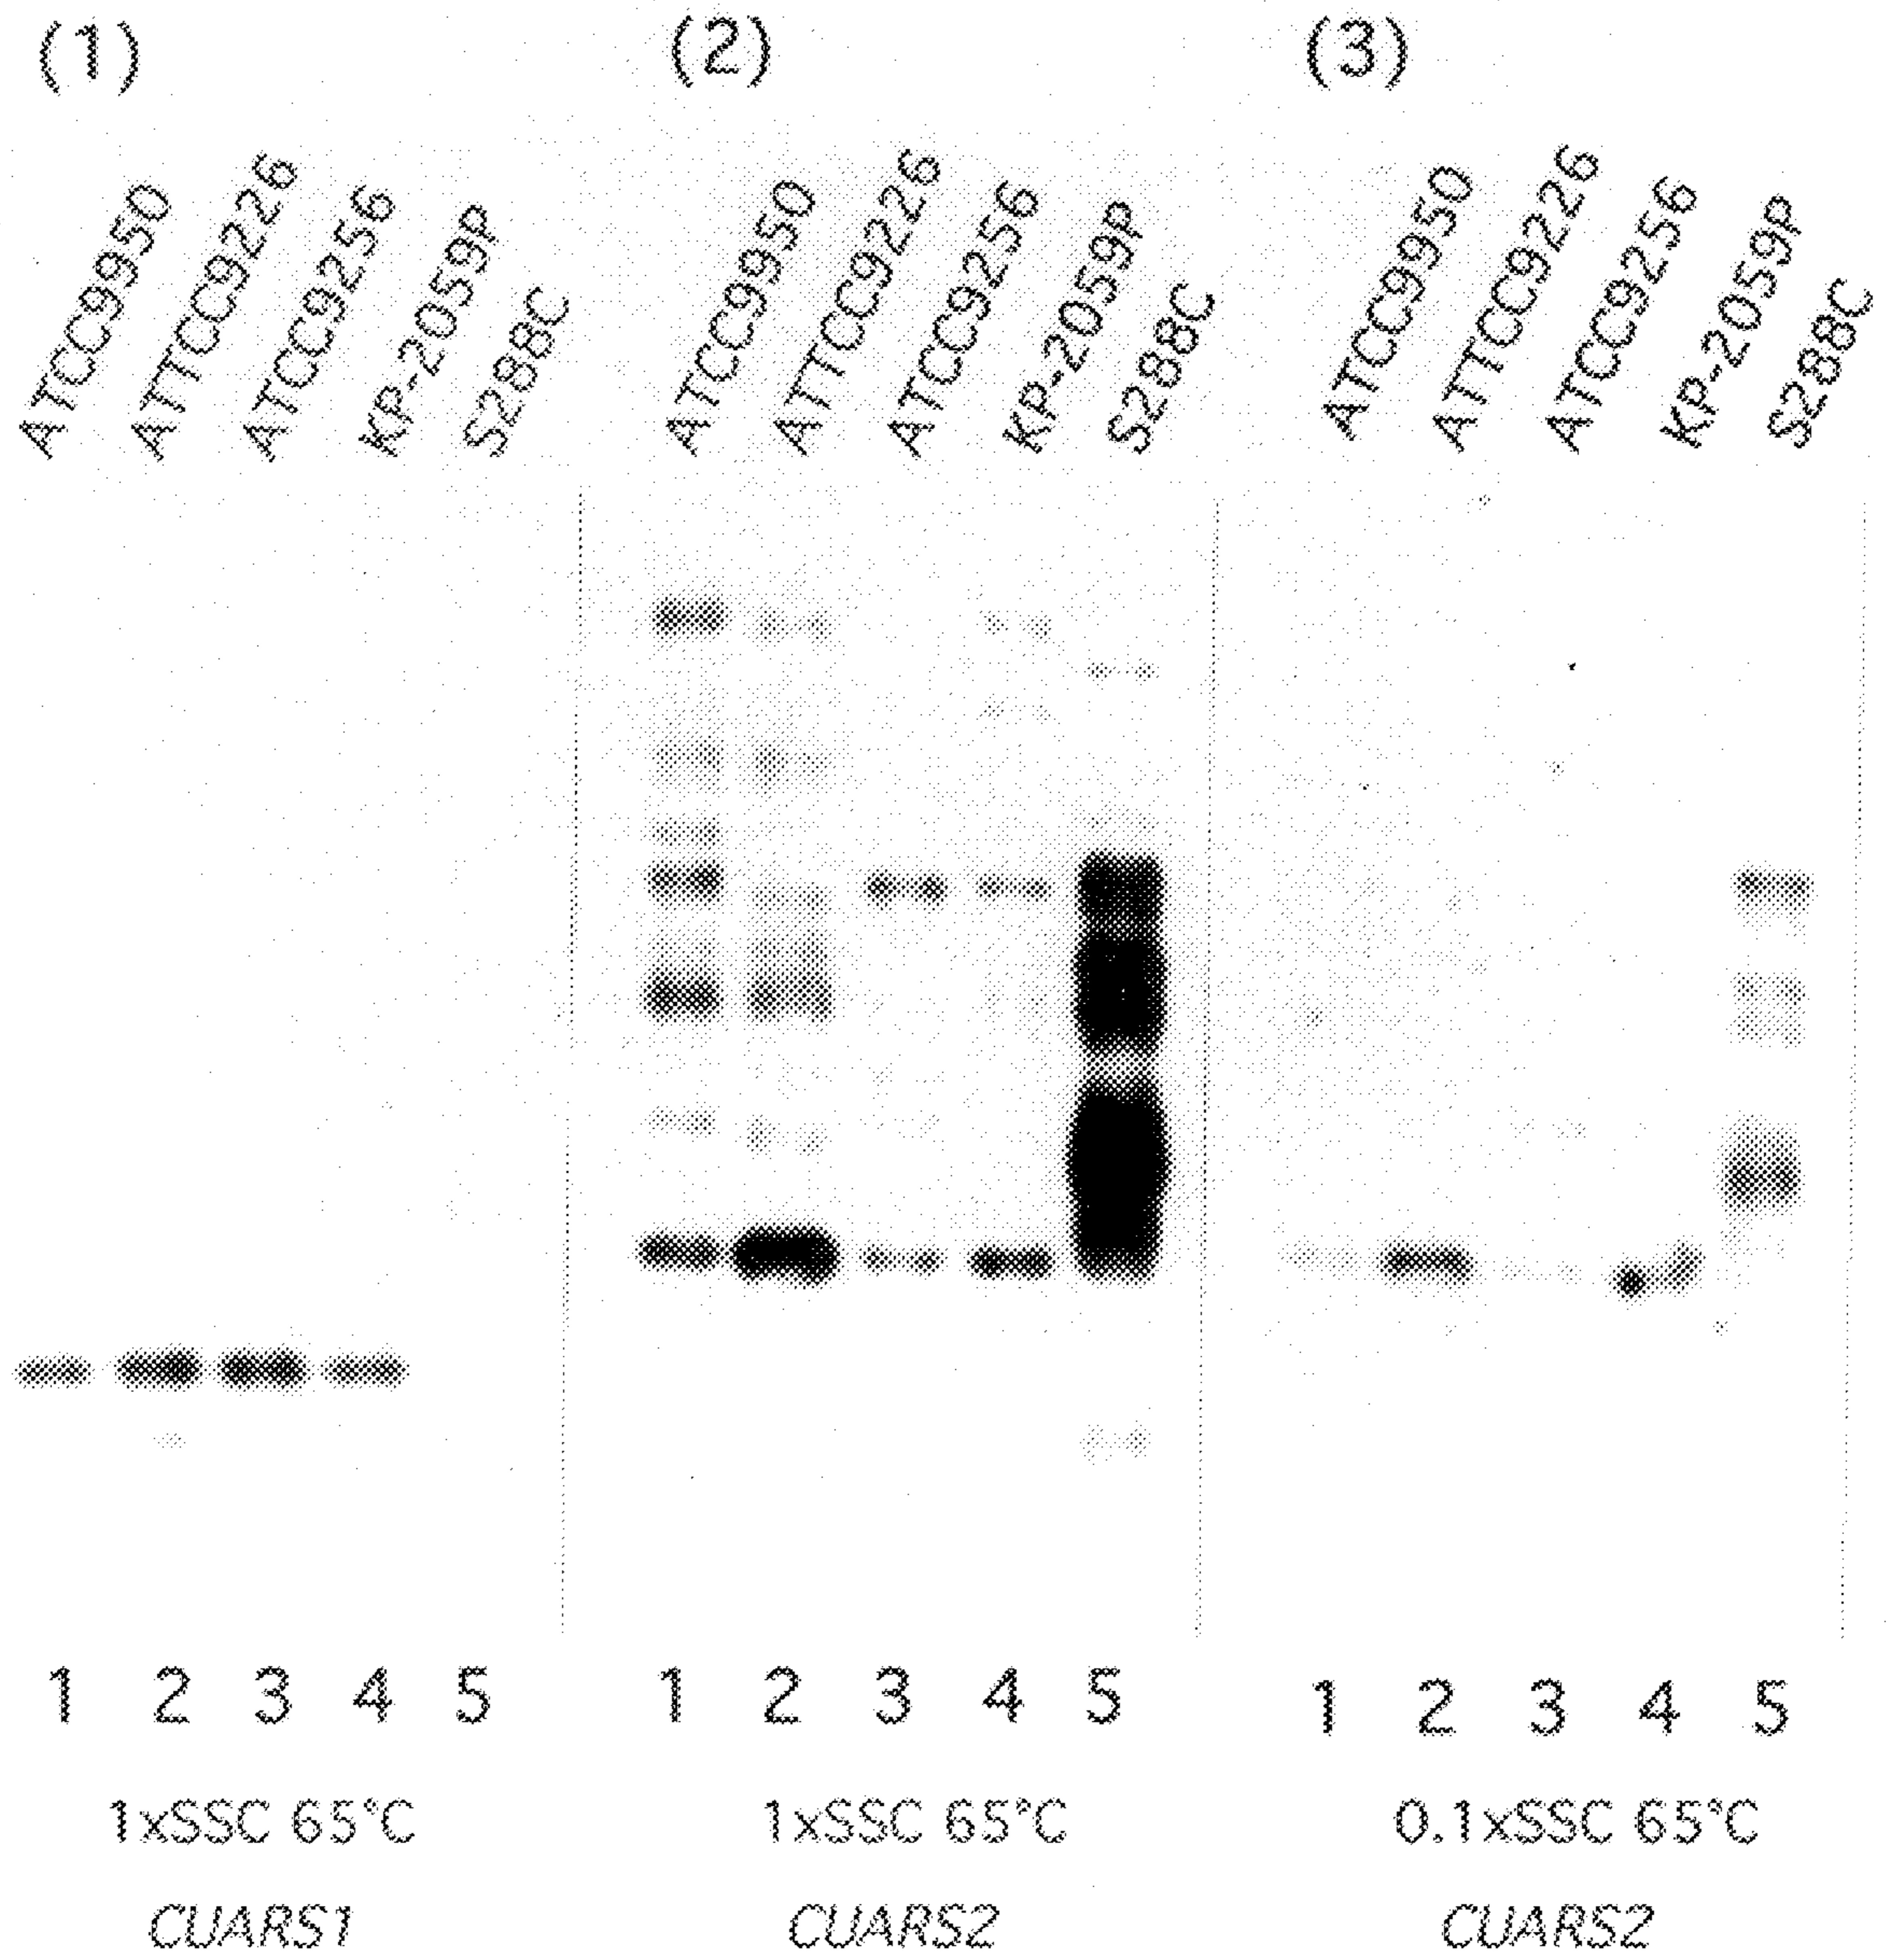 (1) (2) (3)
ATCC9950 ATTCC9226 ATCC9256 KP-2059p S288C ATCC9950 ATTCC9226 ATCC9256 KP-2059p S288C ATCC9950 ATTCC9226 ATCC9256 KP-2059p S288C
1 2 3 4 5 1 2 3 4 5 1 2 3 4 5
1xSSC 65°C 1xSSC 65°C 0.1xSSC 65°C
CUARS1 CUARS2 CUARS2